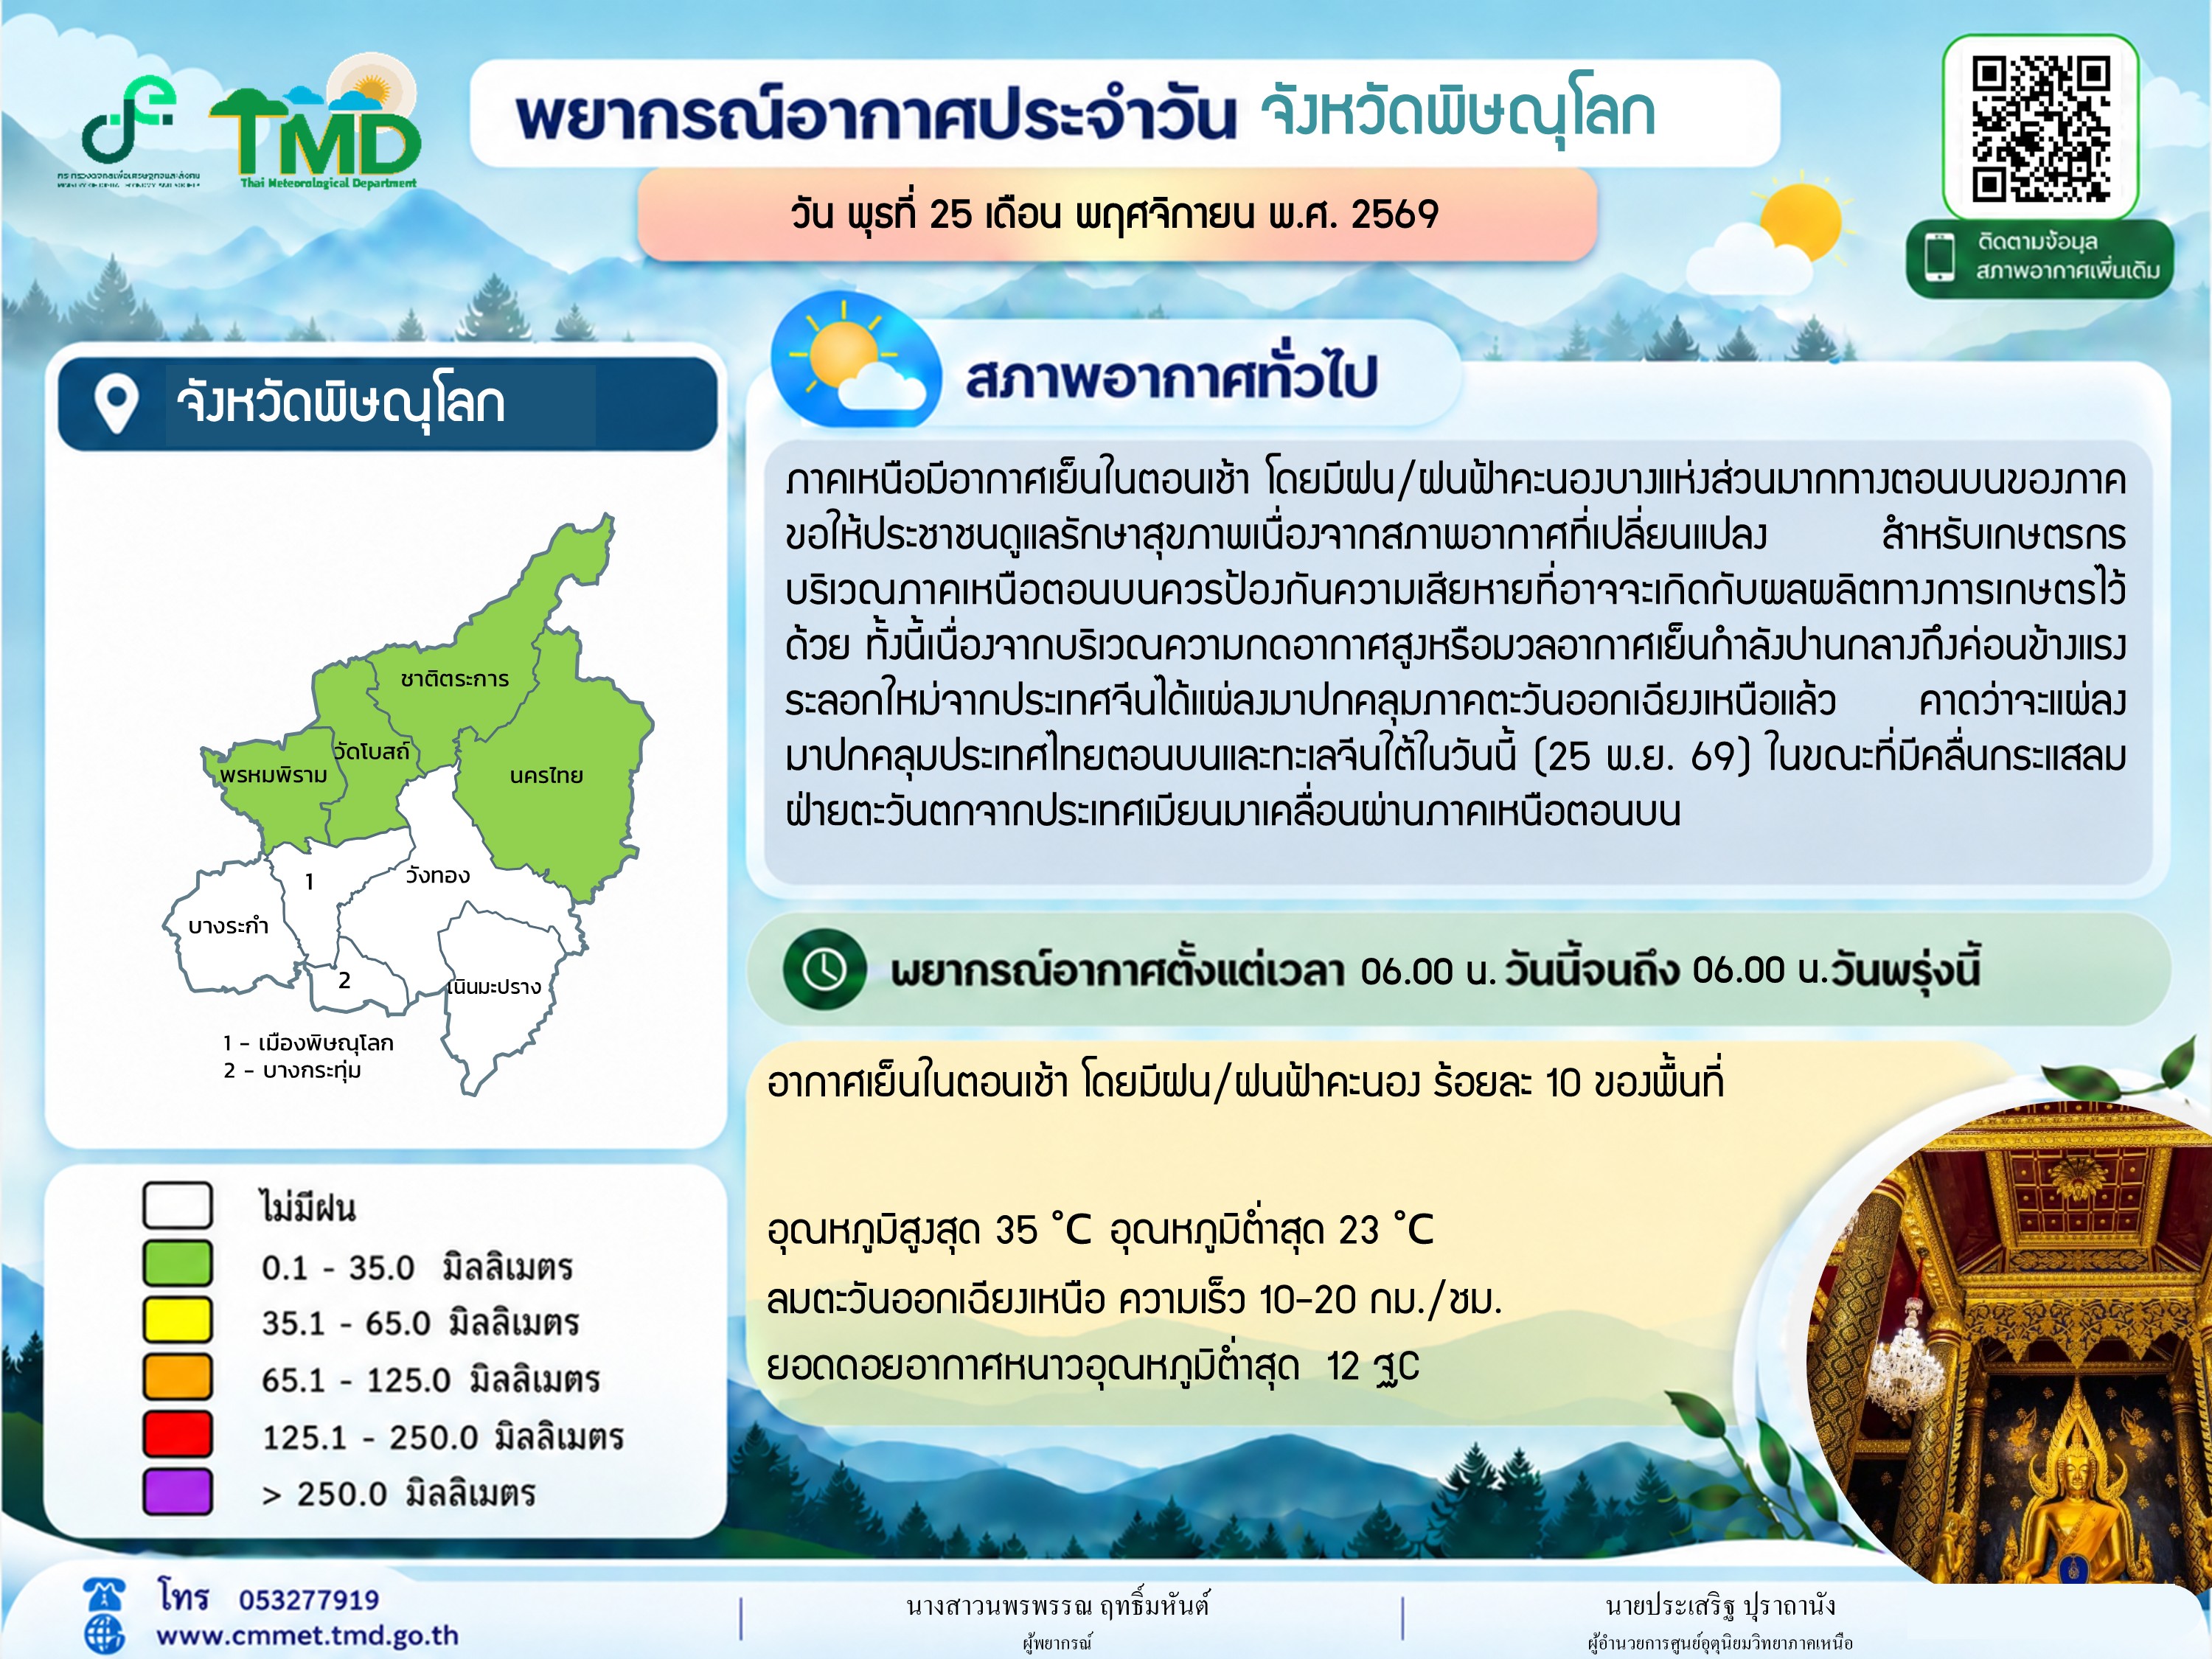 พยากรณ์อากาศประจำวัน จังหวัดพิษณุโลก
Thai Meteorological Department
TMD
วัน พุธที่ 25 เดือน พฤศจิกายน พ.ศ. 2569
ติดตามข้อมูล
สภาพอากาศเพิ่มเติม
จังหวัดพิษณุโลก
ชาติตระการ
วัดโบสถ์
พรหมพิราม
นครไทย
1
วังทอง
บางระกำ
2
เนินมะปราง
1 - เมืองพิษณุโลก
2 - บางกระทุ่ม
ไม่มีฝน
0.1 - 35.0 มิลลิเมตร
35.1 - 65.0 มิลลิเมตร
65.1 - 125.0 มิลลิเมตร
125.1 - 250.0 มิลลิเมตร
> 250.0 มิลลิเมตร
สภาพอากาศทั่วไป
ภาคเหนือมีอากาศเย็นในตอนเช้า โดยมีฝน/ฝนฟ้าคะนองบางแห่งส่วนมากทางตอนบนของภาค
ขอให้ประชาชนดูแลรักษาสุขภาพเนื่องจากสภาพอากาศที่เปลี่ยนแปลง สำหรับเกษตรกร
บริเวณภาคเหนือตอนบนควรป้องกันความเสียหายที่อาจจะเกิดกับผลผลิตทางการเกษตรไว้
ด้วย ทั้งนี้เนื่องจากบริเวณความกดอากาศสูงหรือมวลอากาศเย็นกำลังปานกลางถึงค่อนข้างแรง
ระลอกใหม่จากประเทศจีนได้แผ่ลงมาปกคลุมภาคตะวันออกเฉียงเหนือแล้ว คาดว่าจะแผ่ลง
มาปกคลุมประเทศไทยตอนบนและทะเลจีนใต้ในวันนี้ (25 พ.ย. 69) ในขณะที่มีคลื่นกระแสลม
ฝ่ายตะวันตกจากประเทศเมียนมาเคลื่อนผ่านภาคเหนือตอนบน
พยากรณ์อากาศตั้งแต่เวลา 06.00 น. วันนี้จนถึง 06.00 น. วันพรุ่งนี้
อากาศเย็นในตอนเช้า โดยมีฝน/ฝนฟ้าคะนอง ร้อยละ 10 ของพื้นที่
อุณหภูมิสูงสุด 35 °C อุณหภูมิต่ำสุด 23 °C
ลมตะวันออกเฉียงเหนือ ความเร็ว 10-20 กม./ชม.
ยอดดอยอากาศหนาวอุณหภูมิต่ำสุด 12 ฐC
โทร 053277919
www.cmmet.tmd.go.th
นางสาวนพรพรรณ ฤทธิ์มหันต์
ผู้พยากรณ์
นายประเสริฐ ปุราถานัง
ผู้อำนวยการศูนย์อุตุนิยมวิทยาภาคเหนือ